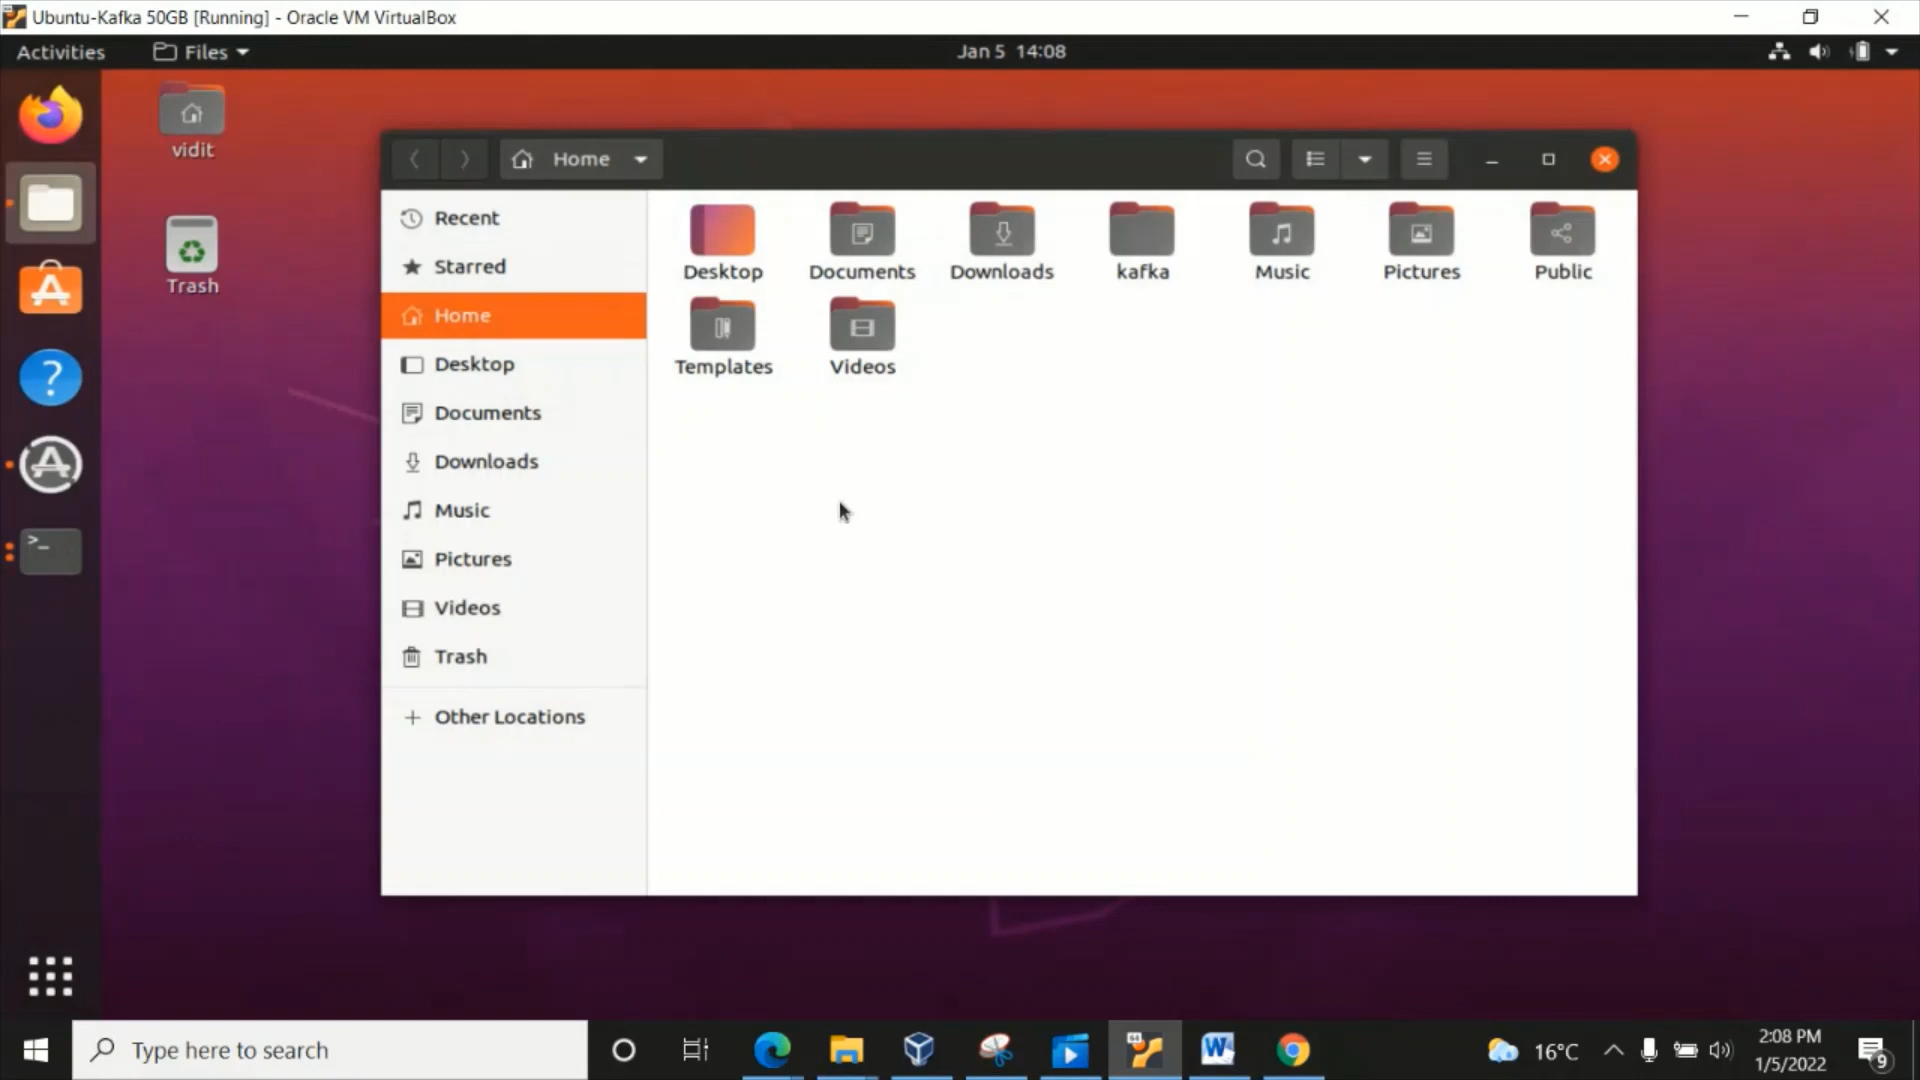 Ubuntu-Kafka 50GB [Running] - Oracle VM VirtualBox
Activities Files Jan 5 14:08
vidit
Trash
Home
Recent
Starred
Home
Desktop
Documents
Downloads
Music
Pictures
Videos
Trash
Other Locations
Desktop Documents Downloads kafka Music Pictures Public
Templates Videos
Type here to search
16°C
2:08 PM
1/5/2022
9